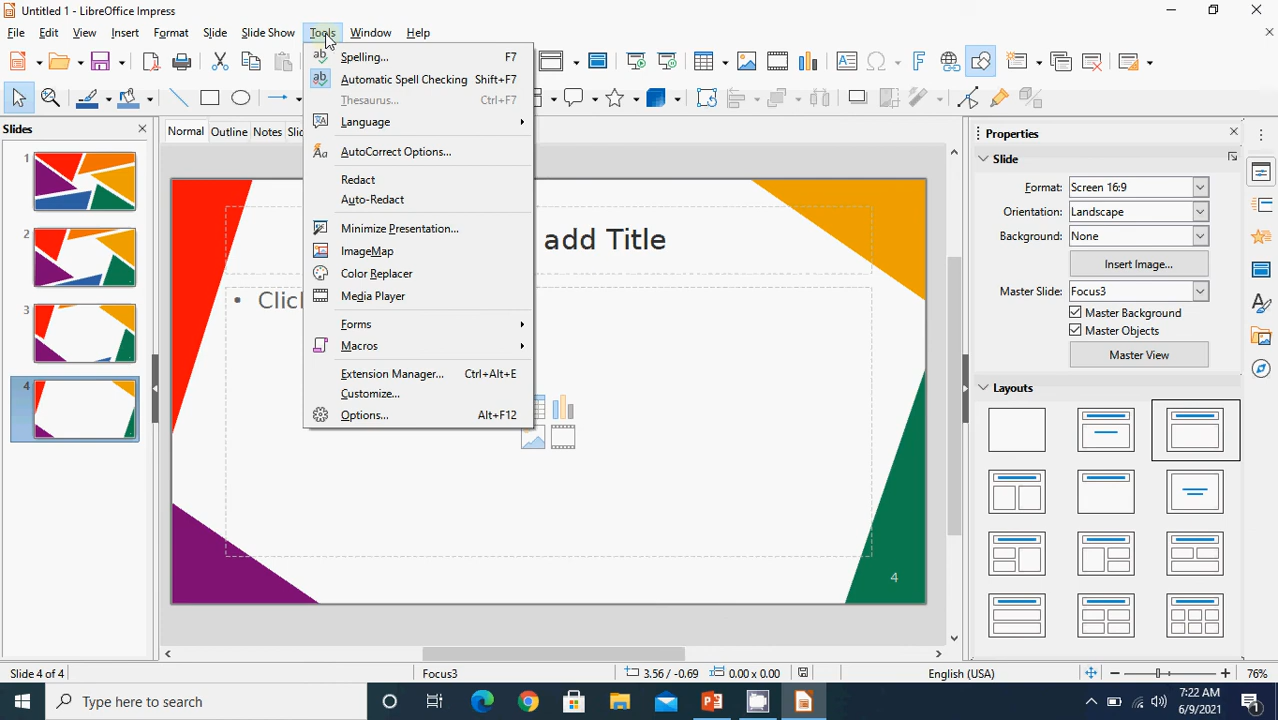 Untitled 1 - LibreOffice Impress
File Edit View Insert Format Slide Slide Show Tools Window Help
Spelling... F7
Automatic Spell Checking Shift+F7
Thesaurus... Ctrl+F7
Language
AutoCorrect Options...
Redact
Auto-Redact
Minimize Presentation...
ImageMap
Color Replacer
Media Player
Forms
Macros
Extension Manager... Ctrl+Alt+E
Customize...
Options... Alt+F12
Slides
1
2
3
4
Normal Outline Notes Slid
add Title
• Click
4
Properties
Slide
Format: Screen 16:9
Orientation: Landscape
Background: None
Insert Image...
Master Slide: Focus3
Master Background
Master Objects
Master View
Layouts
Slide 4 of 4 Focus3 3.56 / -0.69 0.00 x 0.00 English (USA) 76%
Type here to search
7:22 AM
6/9/2021